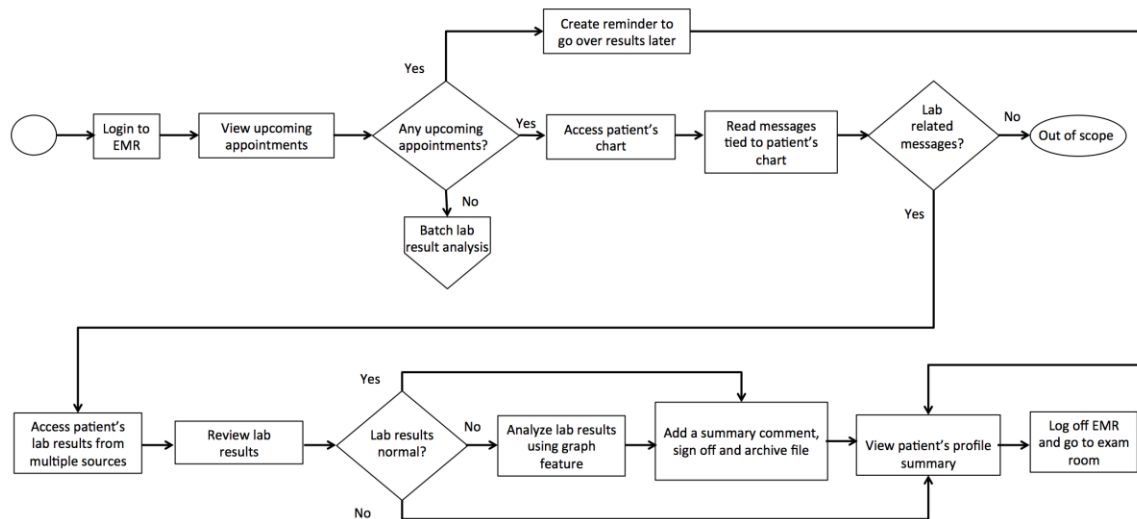 Create reminder to
go over results later
Yes
Login to
EMR
View upcoming
appointments
Any upcoming
appointments?
Yes
Access patient's
chart
Read messages
tied to patient's
chart
Lab
related
messages?
No
Out of scope
No
Batch lab
result analysis
Yes
Yes
Access patient's
lab results from
multiple sources
Review lab
results
Lab results
normal?
No
Analyze lab results
using graph
feature
Add a summary comment,
sign off and archive file
View patient's profile
summary
Log off EMR
and go to exam
room
No